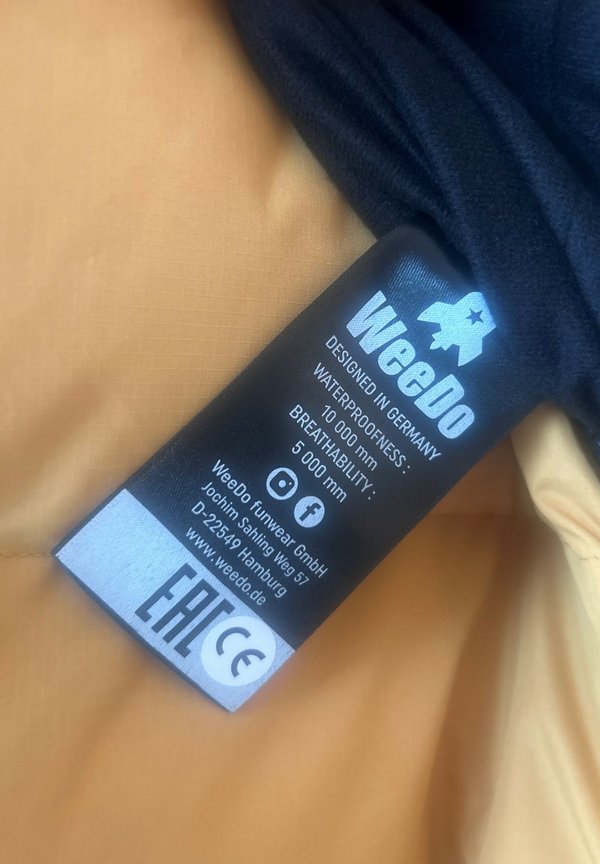 WeeDo
DESIGNED IN GERMANY
WATERPROOFNESS:
10 000 mm
BREATHABILITY:
5 000 mm
WeeDo funwear GmbH
Jochim Sahling Weg 57
D-22549 Hamburg
www.weedo.de
EAC CE